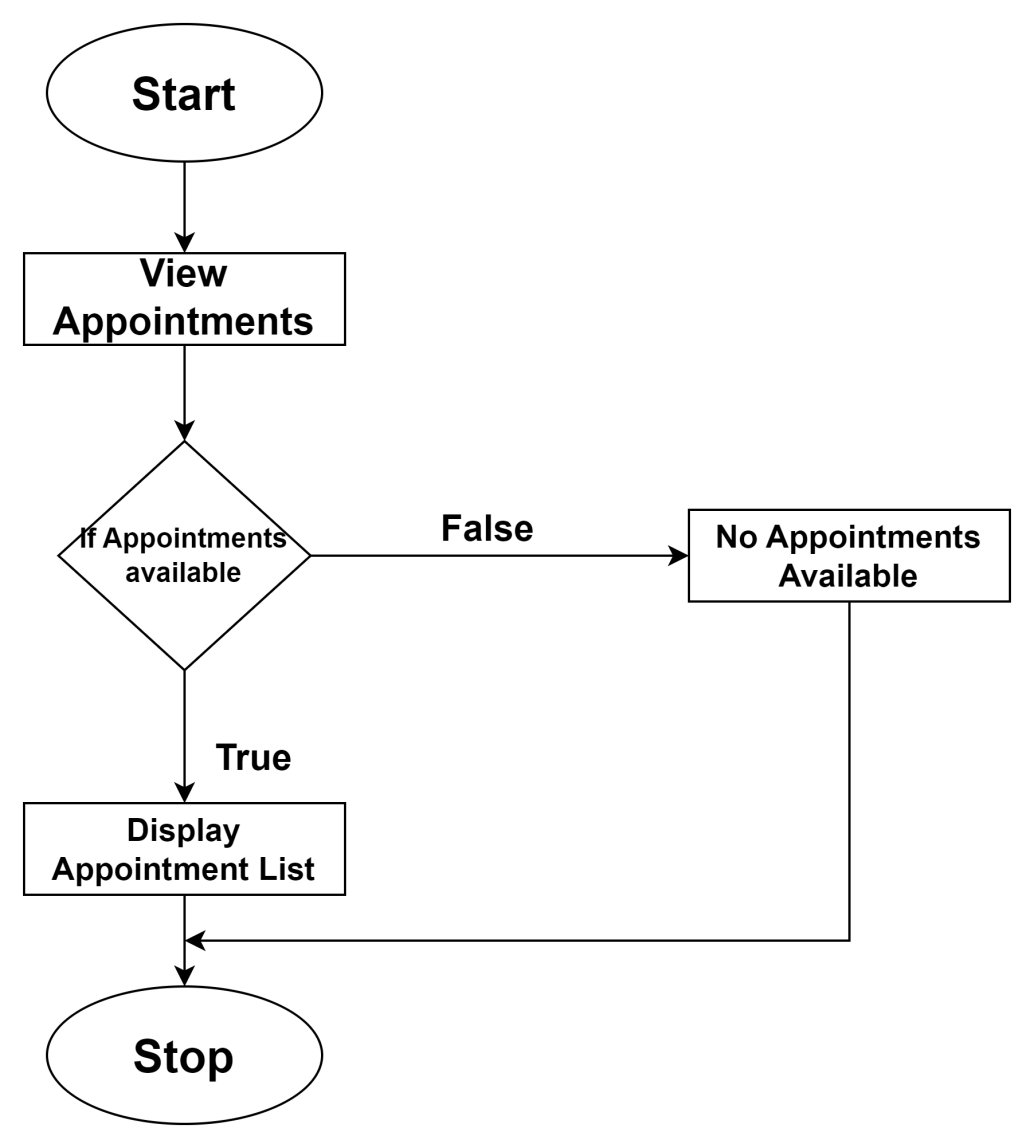 Start
View
Appointments
If Appointments
available
False
No Appointments
Available
True
Display
Appointment List
Stop